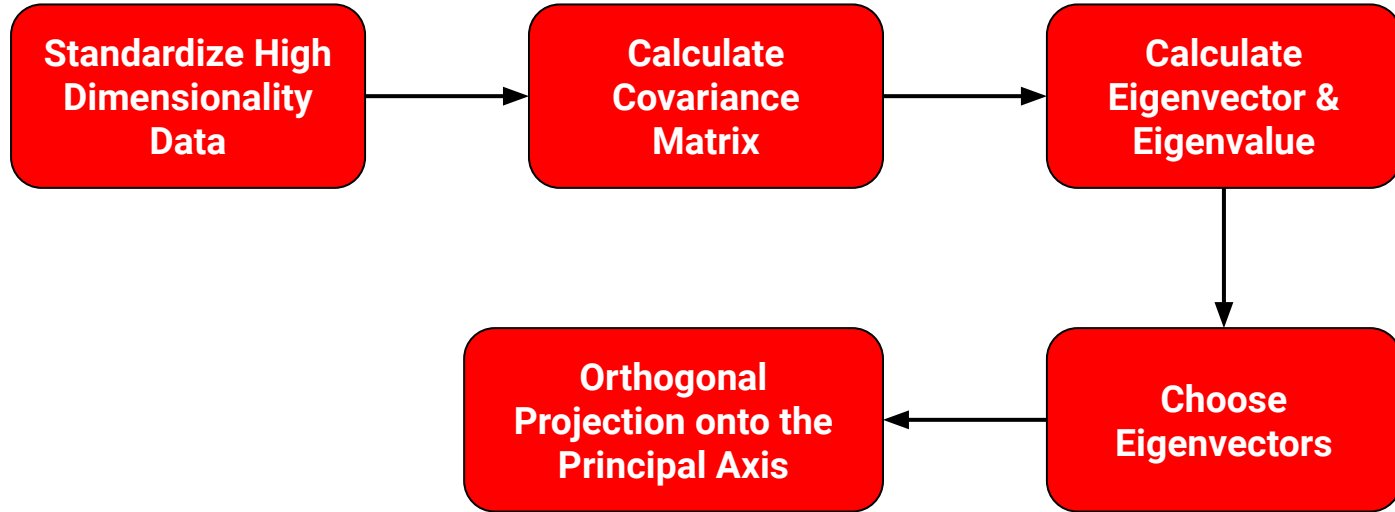 Standardize High
Dimensionality
Data
Calculate
Covariance
Matrix
Calculate
Eigenvector &
Eigenvalue
Choose
Eigenvectors
Orthogonal
Projection onto the
Principal Axis